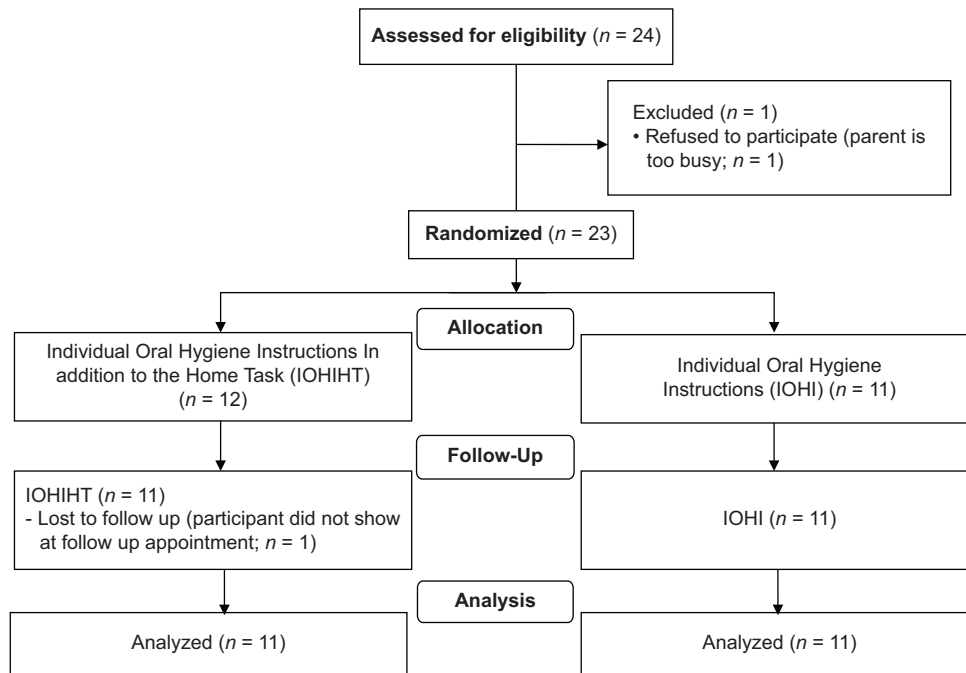 Assessed for eligibility (n = 24)
Excluded (n = 1)
• Refused to participate (parent is
too busy; n = 1)
Randomized (n = 23)
Allocation
Individual Oral Hygiene Instructions In
addition to the Home Task (IOHIHT)
(n = 12)
Individual Oral Hygiene
Instructions (IOHI) (n = 11)
Follow-Up
IOHIHT (n = 11)
- Lost to follow up (participant did not show
at follow up appointment; n = 1)
IOHI (n = 11)
Analysis
Analyzed (n = 11)
Analyzed (n = 11)